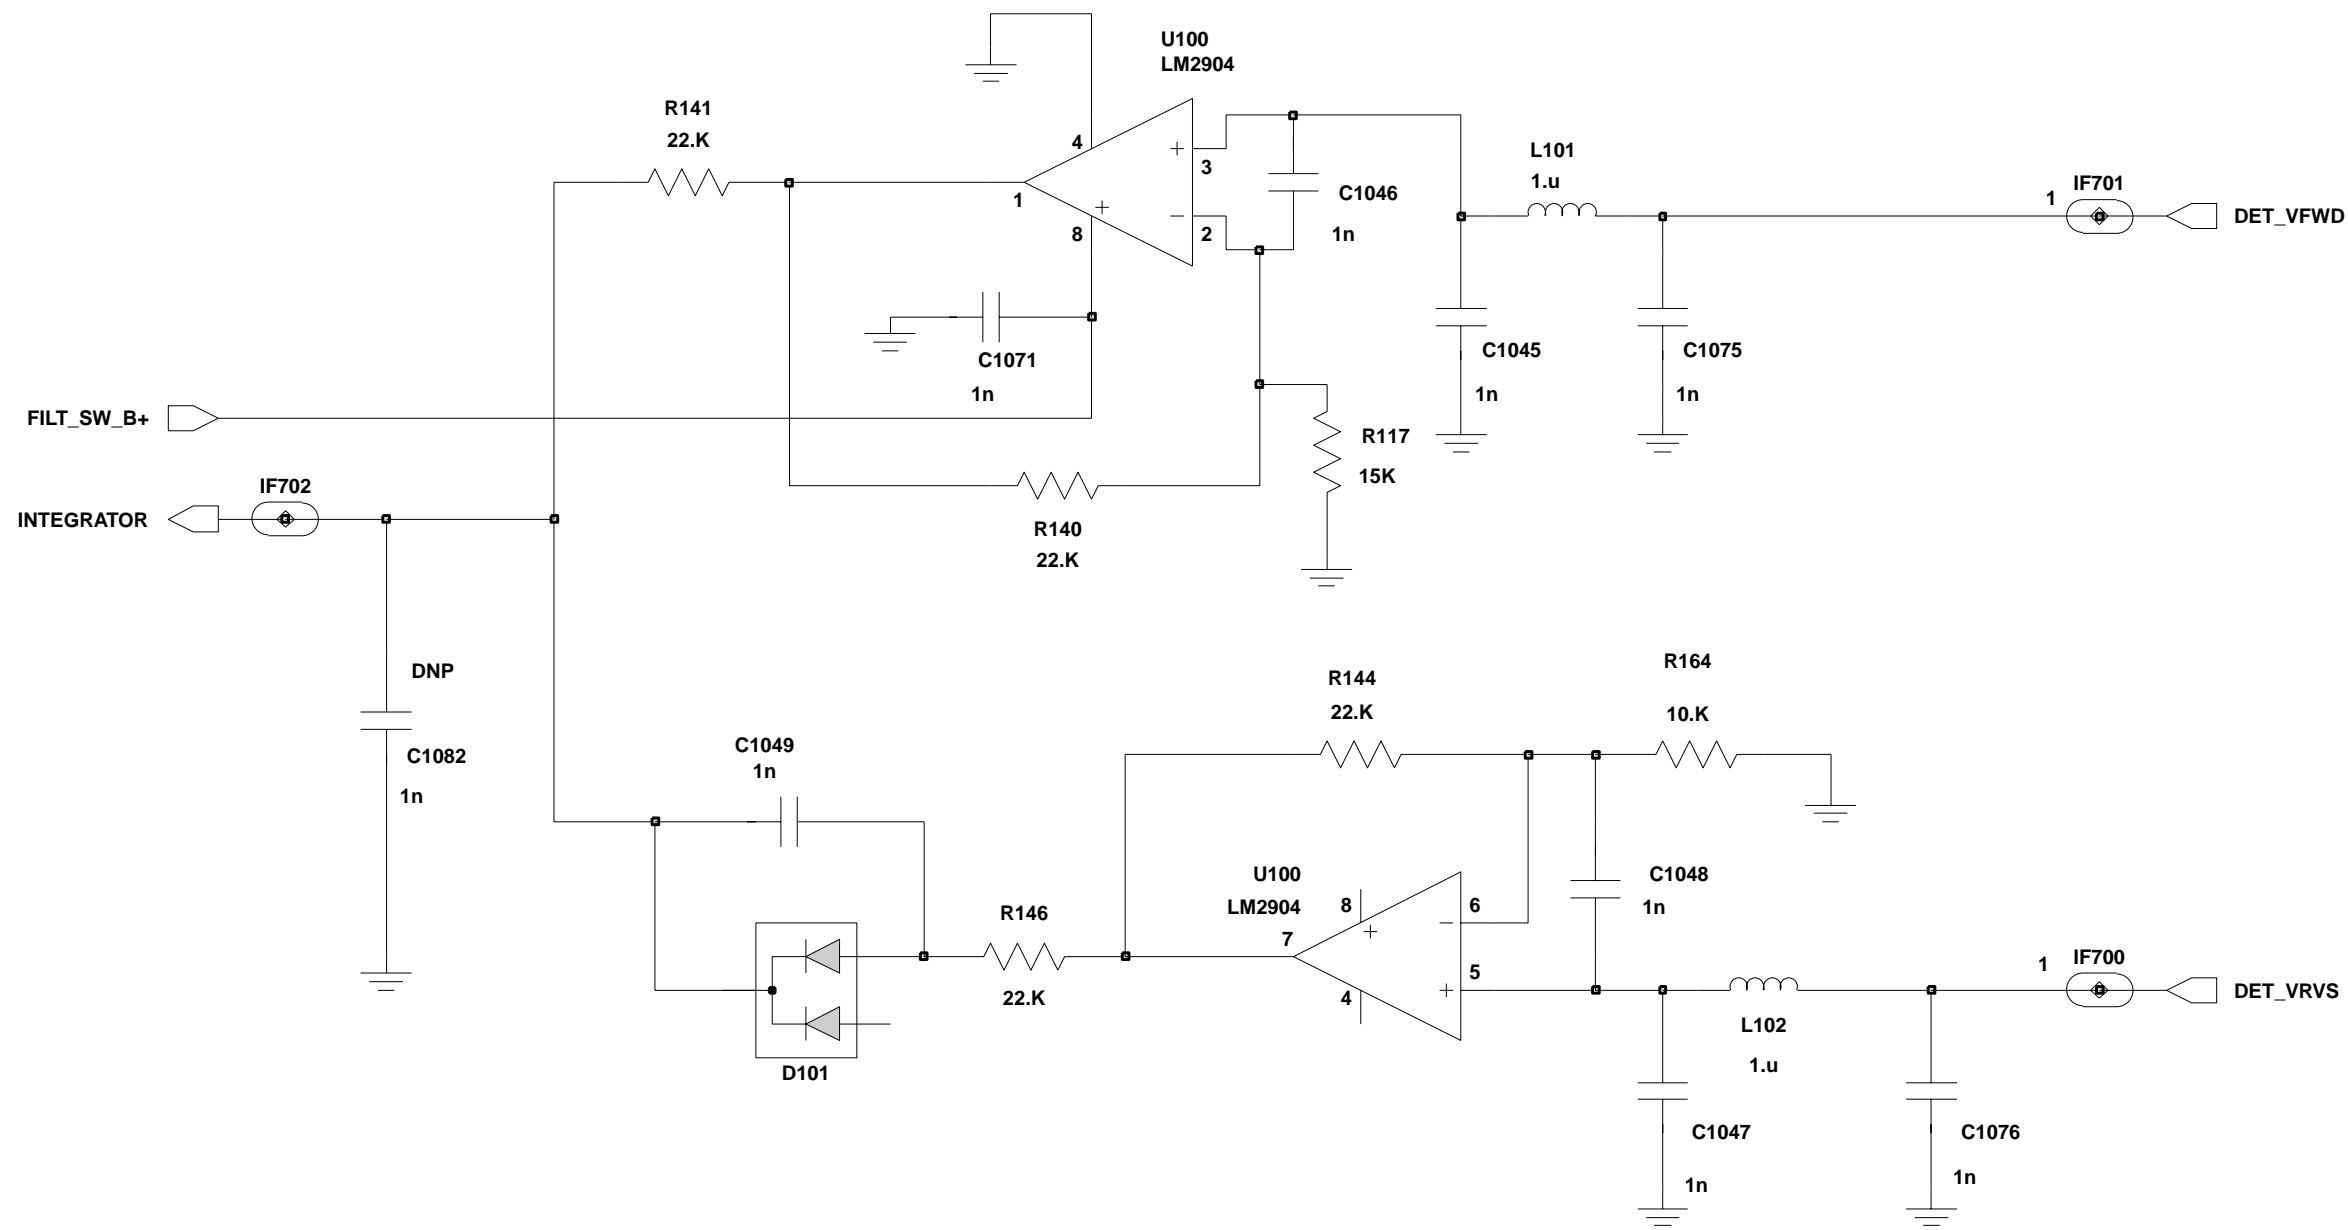 U100
LM2904
R141
22.K
4
+
3
1
+
8
−
2
C1046
1n
L101
1.u
1
IF701
DET_VFWD
C1071
1n
C1045
1n
C1075
1n
FILT_SW_B+
R117
15K
IF702
INTEGRATOR
R140
22.K
DNP
C1082
1n
R144
22.K
R164
10.K
C1049
1n
U100
LM2904
8
+
6
−
7
5
+
4
C1048
1n
R146
22.K
D101
1
IF700
DET_VRVS
L102
1.u
C1047
1n
C1076
1n